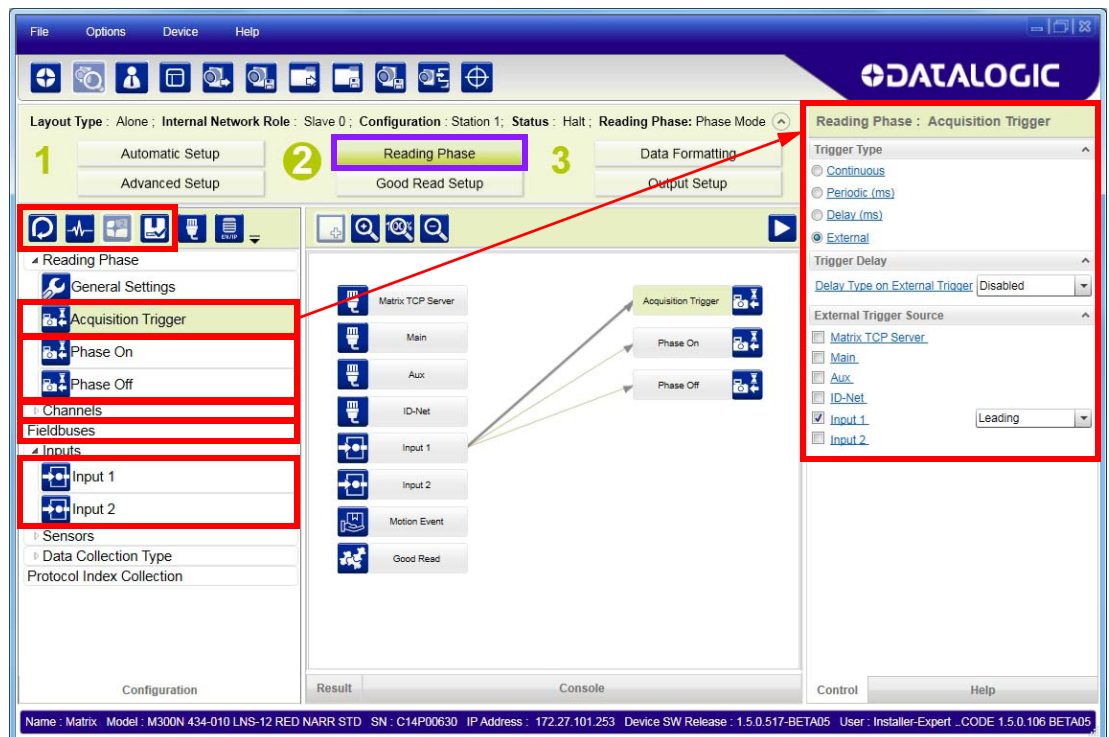 File Options Device Help
DATALOGIC
Layout Type : Alone ; Internal Network Role : Slave 0 ; Configuration : Station 1; Status : Halt ; Reading Phase: Phase Mode
1 Automatic Setup
Advanced Setup
2 Reading Phase
Good Read Setup
3 Data Formatting
Output Setup
EN/IP
Reading Phase
General Settings
Acquisition Trigger
Phase On
Phase Off
Channels
Fieldbuses
Inputs
Input 1
Input 2
Sensors
Data Collection Type
Protocol Index Collection
Configuration
100%
Matrix TCP Server
Main
Aux
ID-Net
Input 1
Input 2
Motion Event
Good Read
Acquisition Trigger
Phase On
Phase Off
Result Console
Reading Phase : Acquisition Trigger
Trigger Type
Continuous
Periodic (ms)
Delay (ms)
External
Trigger Delay
Delay Type on External Trigger Disabled
External Trigger Source
Matrix TCP Server
Main
Aux
ID-Net
Input 1 Leading
Input 2
Control Help
Name : Matrix Model : M300N 434-010 LNS-12 RED NARR STD SN : C14P00630 IP Address : 172.27.101.253 Device SW Release : 1.5.0.517-BETA05 User : Installer-Expert ..CODE 1.5.0.106 BETA05